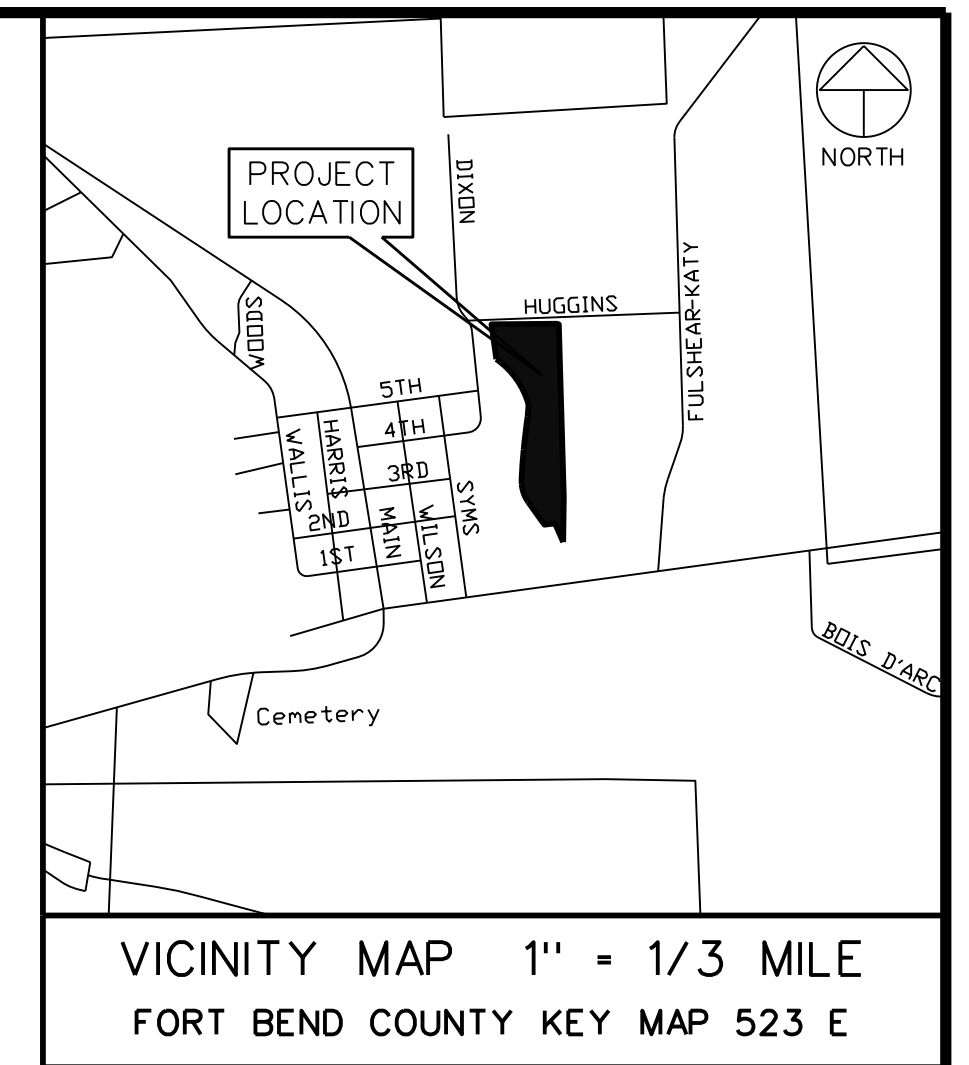 NORTH
PROJECT
LOCATION
DIXON
HUGGINS
FULSHEAR-KATY
WOODS
5TH
4TH
HARRIS
WALLIS
3RD
SYMS
2ND
MAIN
WILSON
1ST
BOIS D'ARC
Cemetery
VICINITY MAP 1" = 1/3 MILE
FORT BEND COUNTY KEY MAP 523 E